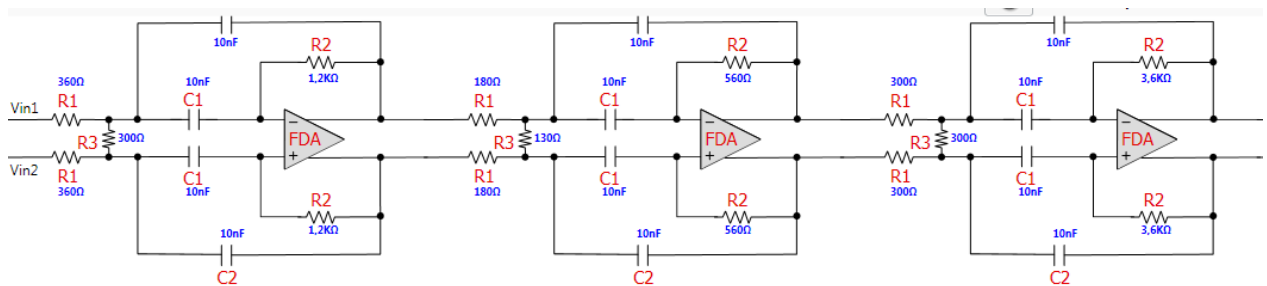 10nF
R2
1,2KΩ
360Ω
R1
10nF
C1
Vin1
R3
300Ω
FDA
−
+
Vin2
R1
360Ω
C1
10nF
R2
1,2KΩ
10nF
C2
10nF
R2
560Ω
180Ω
R1
10nF
C1
R3
130Ω
FDA
−
+
R1
180Ω
C1
10nF
R2
560Ω
10nF
C2
10nF
R2
3,6KΩ
300Ω
R1
10nF
C1
R3
300Ω
FDA
−
+
R1
300Ω
C1
10nF
R2
3,6KΩ
10nF
C2